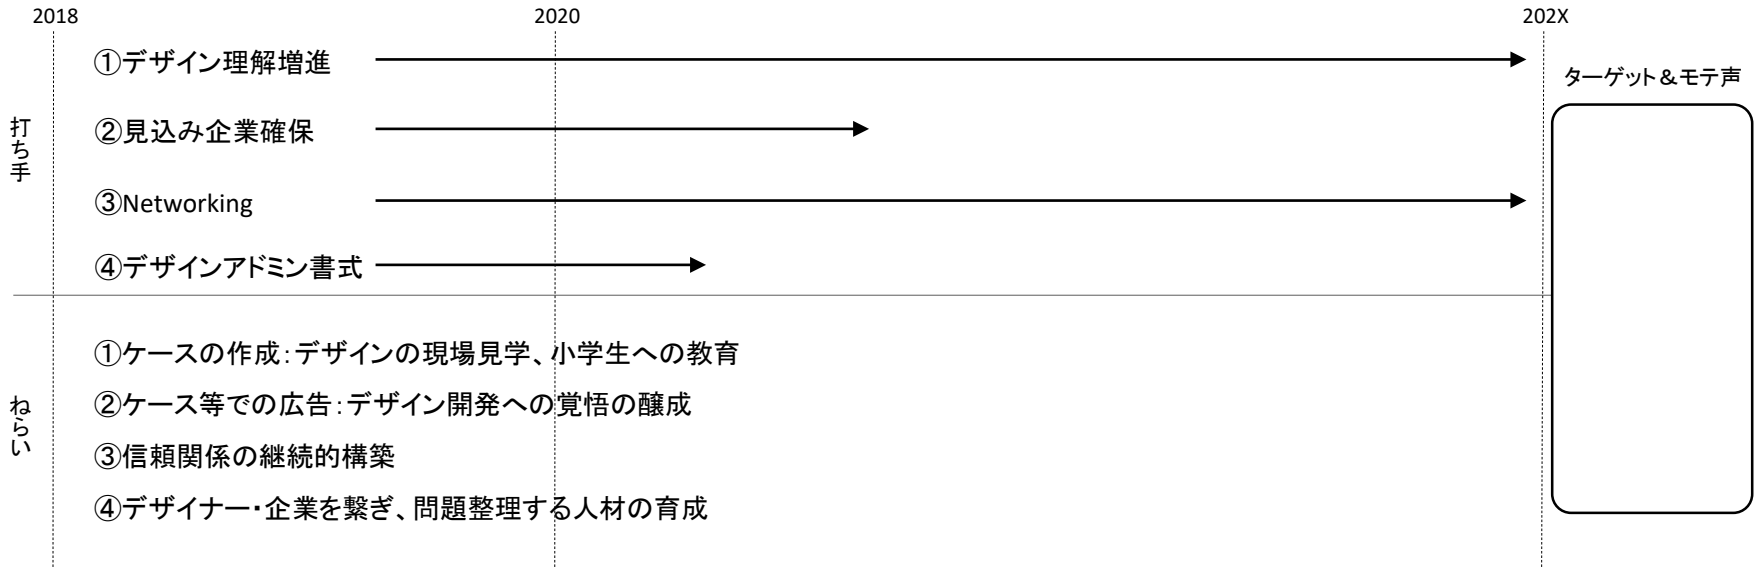 2018
2020
202X
①デザイン理解増進
ターゲット&モテ声
②見込み企業確保
打ち手
③Networking
④デザインアドミン書式
①ケースの作成：デザインの現場見学、小学生への教育
②ケース等での広告：デザイン開発への覚悟の醸成
ねらい
③信頼関係の継続的構築
④デザイナー・企業を繋ぎ、問題整理する人材の育成